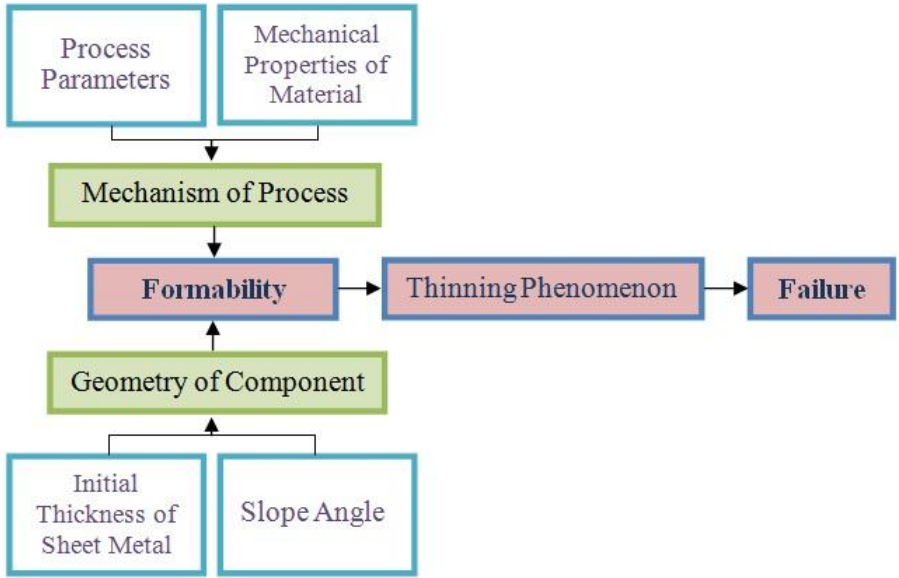 Process
Parameters
Mechanical
Properties of
Material
Mechanism of Process
Formability
Thinning Phenomenon
Failure
Geometry of Component
Initial
Thickness of
Sheet Metal
Slope Angle